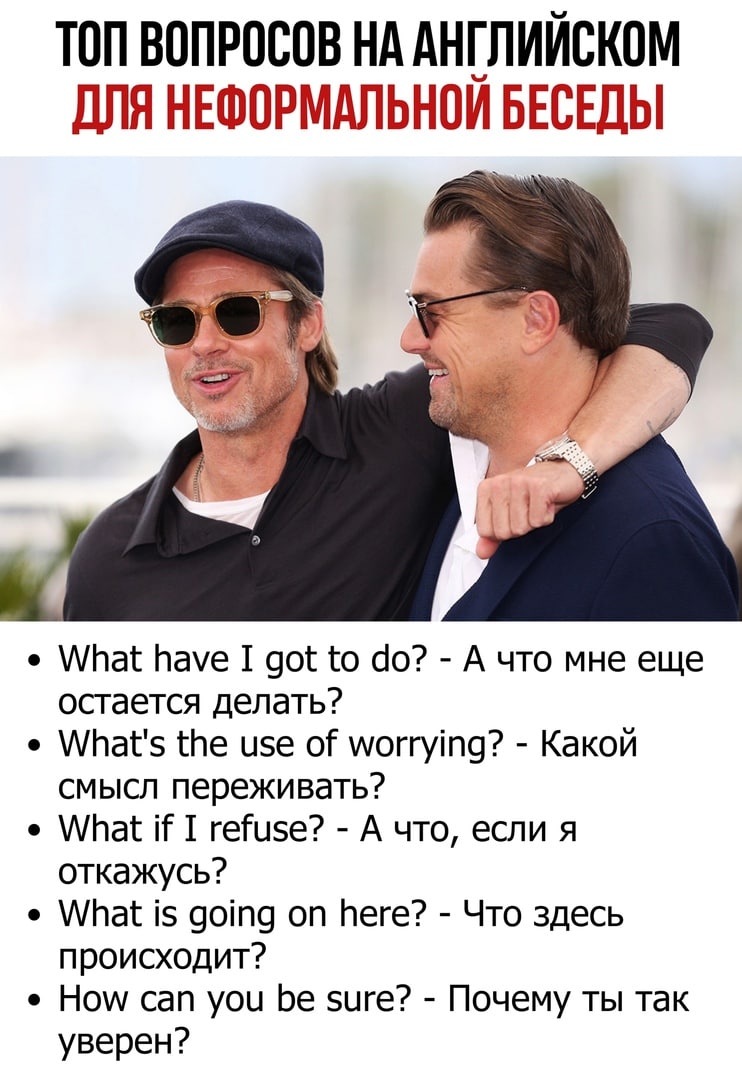 ТОП ВОПРОСОВ НА АНГЛИЙСКОМ
ДЛЯ НЕФОРМАЛЬНОЙ БЕСЕДЫ
• What have I got to do? - А что мне еще
остается делать?
• What's the use of worrying? - Какой
смысл переживать?
• What if I refuse? - А что, если я
откажусь?
• What is going on here? - Что здесь
происходит?
• How can you be sure? - Почему ты так
уверен?